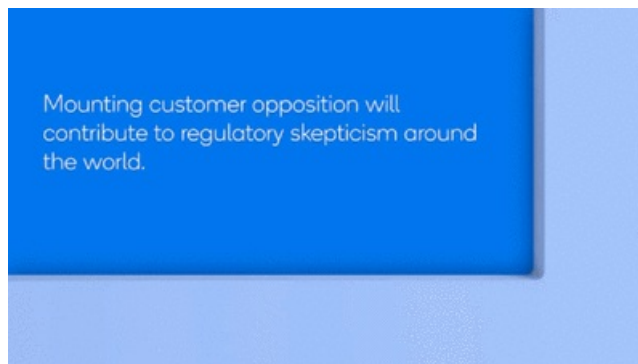 Mounting customer opposition will
contribute to regulatory skepticism around
the world.